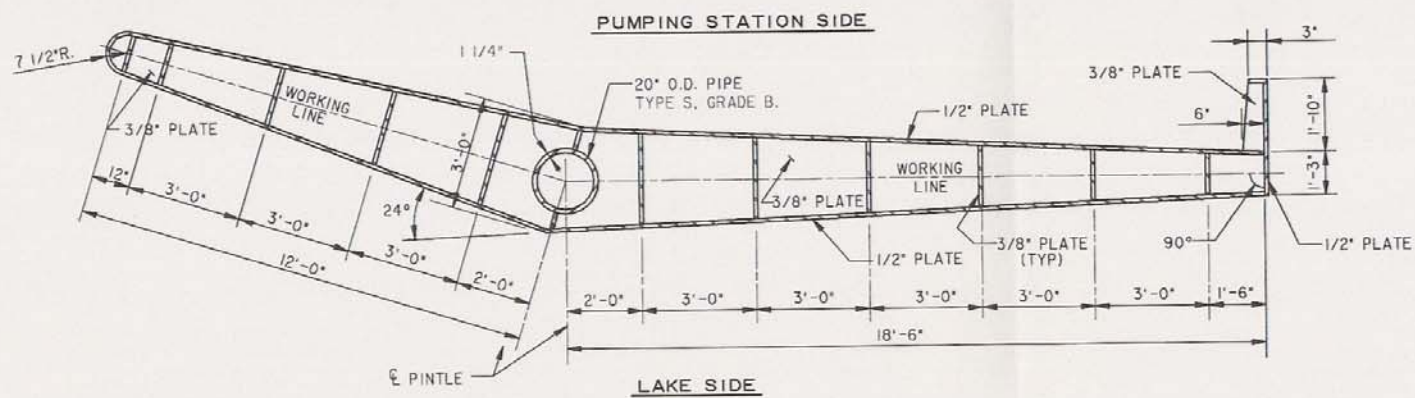 PUMPING STATION SIDE
7 1/2"R.
1 1/4"
20" O.D. PIPE
TYPE S, GRADE B.
3"
3/8" PLATE
WORKING
LINE
3/8" PLATE
3'-0"
1/2" PLATE
6"
1'-10"
12"
3'-0"
3'-0"
3'-0"
2'-0"
12'-0"
24°
3/8" PLATE
WORKING
LINE
1'-3"
1/2" PLATE
3/8" PLATE
(TYP)
90°
1/2" PLATE
2'-0"
3'-0"
3'-0"
3'-0"
3'-0"
3'-0"
1'-6"
18'-6"
℄ PINTLE
LAKE SIDE